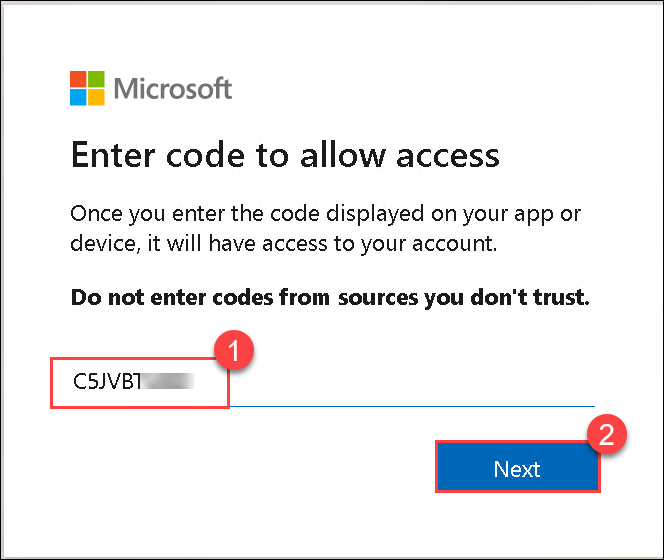 Microsoft
Enter code to allow access
Once you enter the code displayed on your app or
device, it will have access to your account.
Do not enter codes from sources you don't trust.
1
C5JVBT
2
Next